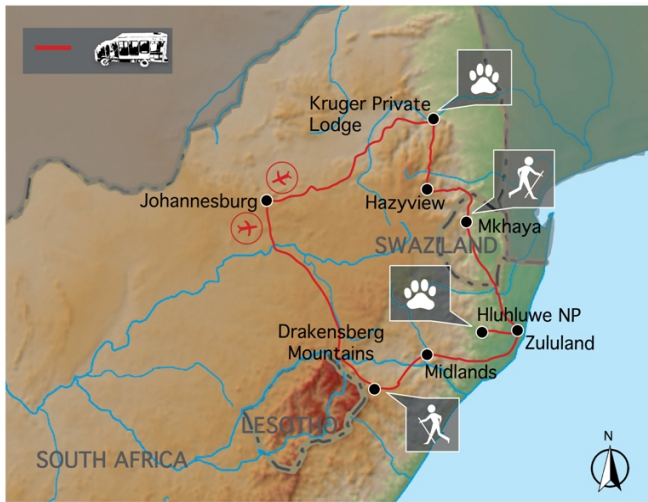 Kruger Private
Lodge
Johannesburg
Hazyview
Mkhaya
SWAZILAND
Hluhluwe NP
Zululand
Drakensberg
Mountains
Midlands
LESOTHO
SOUTH AFRICA
N